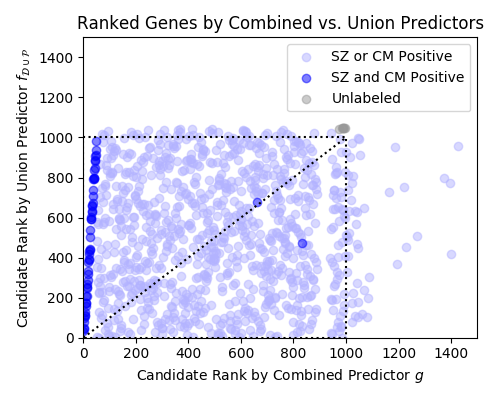 Ranked Genes by Combined vs. Union Predictors
SZ or CM Positive
SZ and CM Positive
Unlabeled
Candidate Rank by Union Predictor f_{𝒟∪𝒫}
1400
1200
1000
800
600
400
200
0
0 200 400 600 800 1000 1200 1400
Candidate Rank by Combined Predictor g